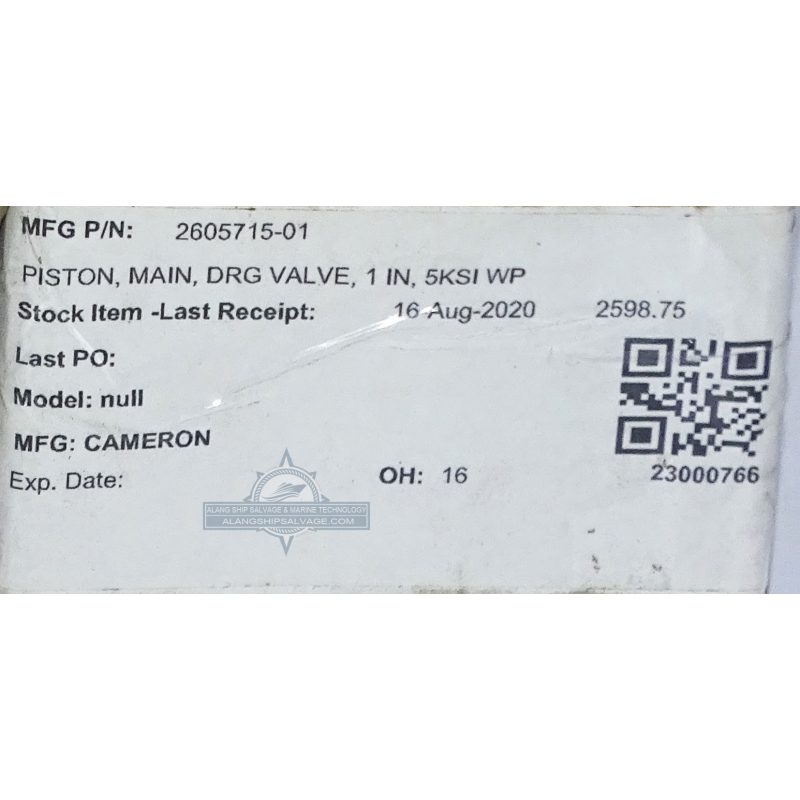 MFG P/N: 2605715-01
PISTON, MAIN, DRG VALVE, 1 IN, 5KSI WP
Stock Item -Last Receipt: 16-Aug-2020 2598.75
Last PO:
Model: null
MFG: CAMERON
Exp. Date: OH: 16 23000766
ALANG SHIP SALVAGE & MARINE TECHNOLOGY
ALANGSHIPSALVAGE.COM